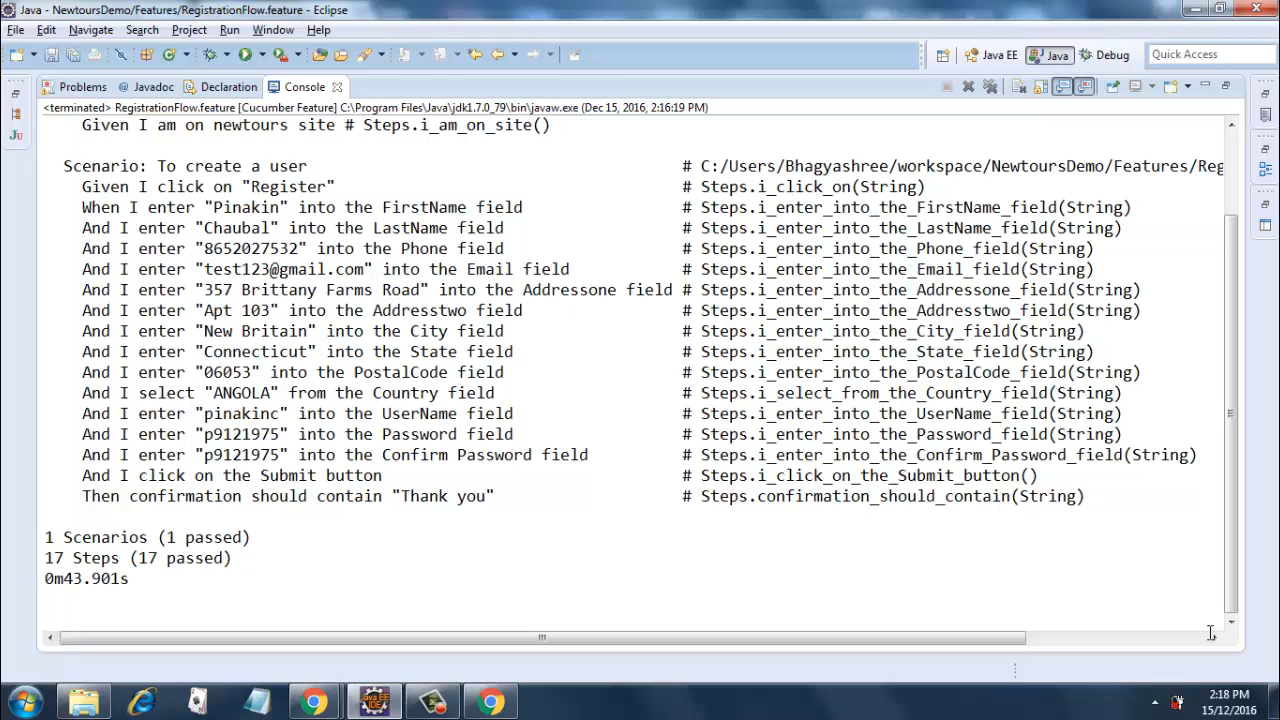 Java - NewtoursDemo/Features/RegistrationFlow.feature - Eclipse
File Edit Navigate Search Project Run Window Help
Java EE Java Debug Quick Access
Problems @ Javadoc Declaration Console
<terminated> RegistrationFlow.feature [Cucumber Feature] C:\Program Files\Java\jdk1.7.0_79\bin\javaw.exe (Dec 15, 2016, 2:16:19 PM)
Given I am on newtours site # Steps.i_am_on_site()
Scenario: To create a user # C:/Users/Bhagyashree/workspace/NewtoursDemo/Features/Reg
Given I click on "Register" # Steps.i_click_on(String)
When I enter "Pinakin" into the FirstName field # Steps.i_enter_into_the_FirstName_field(String)
And I enter "Chaubal" into the LastName field # Steps.i_enter_into_the_LastName_field(String)
And I enter "8652027532" into the Phone field # Steps.i_enter_into_the_Phone_field(String)
And I enter "test123@gmail.com" into the Email field # Steps.i_enter_into_the_Email_field(String)
And I enter "357 Brittany Farms Road" into the Addressone field # Steps.i_enter_into_the_Addressone_field(String)
And I enter "Apt 103" into the Addresstwo field # Steps.i_enter_into_the_Addresstwo_field(String)
And I enter "New Britain" into the City field # Steps.i_enter_into_the_City_field(String)
And I enter "Connecticut" into the State field # Steps.i_enter_into_the_State_field(String)
And I enter "06053" into the PostalCode field # Steps.i_enter_into_the_PostalCode_field(String)
And I select "ANGOLA" from the Country field # Steps.i_select_from_the_Country_field(String)
And I enter "pinakinc" into the UserName field # Steps.i_enter_into_the_UserName_field(String)
And I enter "p9121975" into the Password field # Steps.i_enter_into_the_Password_field(String)
And I enter "p9121975" into the Confirm Password field # Steps.i_enter_into_the_Confirm_Password_field(String)
And I click on the Submit button # Steps.i_click_on_the_Submit_button()
Then confirmation should contain "Thank you" # Steps.confirmation_should_contain(String)
1 Scenarios (1 passed)
17 Steps (17 passed)
0m43.901s
2:18 PM
15/12/2016